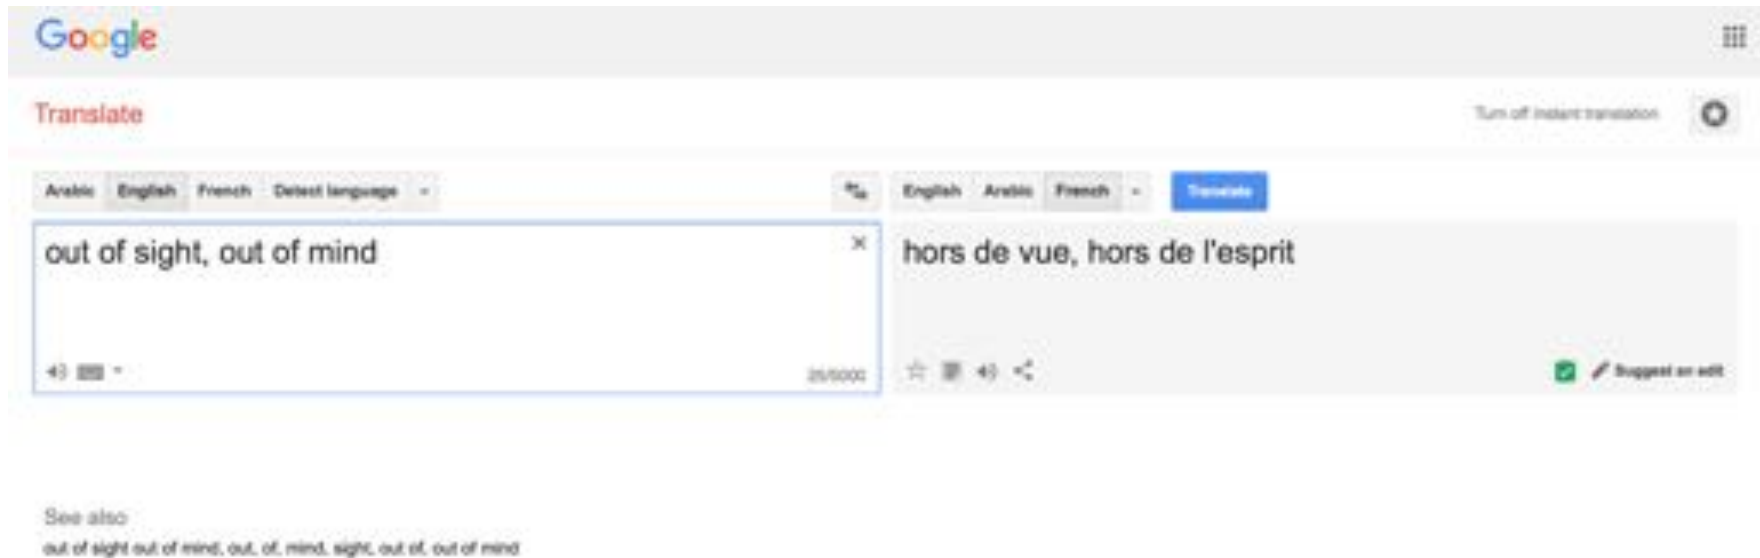 Google
Translate
Turn off instant translation
Arabic English French Detect language
English Arabic French Translate
out of sight, out of mind
hors de vue, hors de l'esprit
25/5000
Suggest an edit
See also
out of sight out of mind, out, of, mind, sight, out of, out of mind